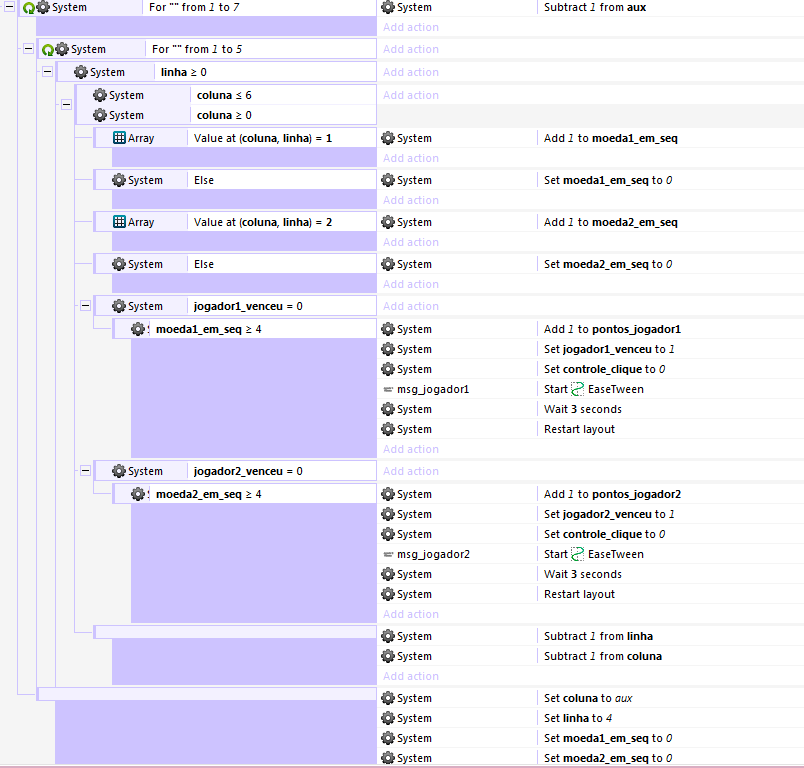 System For "" from 1 to 7 System Subtract 1 from aux
Add action
System For "" from 1 to 5 Add action
System linha ≥ 0 Add action
System coluna ≤ 6 Add action
System coluna ≥ 0
Array Value at (coluna, linha) = 1 System Add 1 to moeda1_em_seq
Add action
System Else System Set moeda1_em_seq to 0
Add action
Array Value at (coluna, linha) = 2 System Add 1 to moeda2_em_seq
Add action
System Else System Set moeda2_em_seq to 0
Add action
System jogador1_venceu = 0 Add action
moeda1_em_seq ≥ 4 System Add 1 to pontos_jogador1
System Set jogador1_venceu to 1
System Set controle_clique to 0
msg_jogador1 Start EaseTween
System Wait 3 seconds
System Restart layout
Add action
System jogador2_venceu = 0 Add action
moeda2_em_seq ≥ 4 System Add 1 to pontos_jogador2
System Set jogador2_venceu to 1
System Set controle_clique to 0
msg_jogador2 Start EaseTween
System Wait 3 seconds
System Restart layout
Add action
System Subtract 1 from linha
System Subtract 1 from coluna
Add action
System Set coluna to aux
System Set linha to 4
System Set moeda1_em_seq to 0
System Set moeda2_em_seq to 0